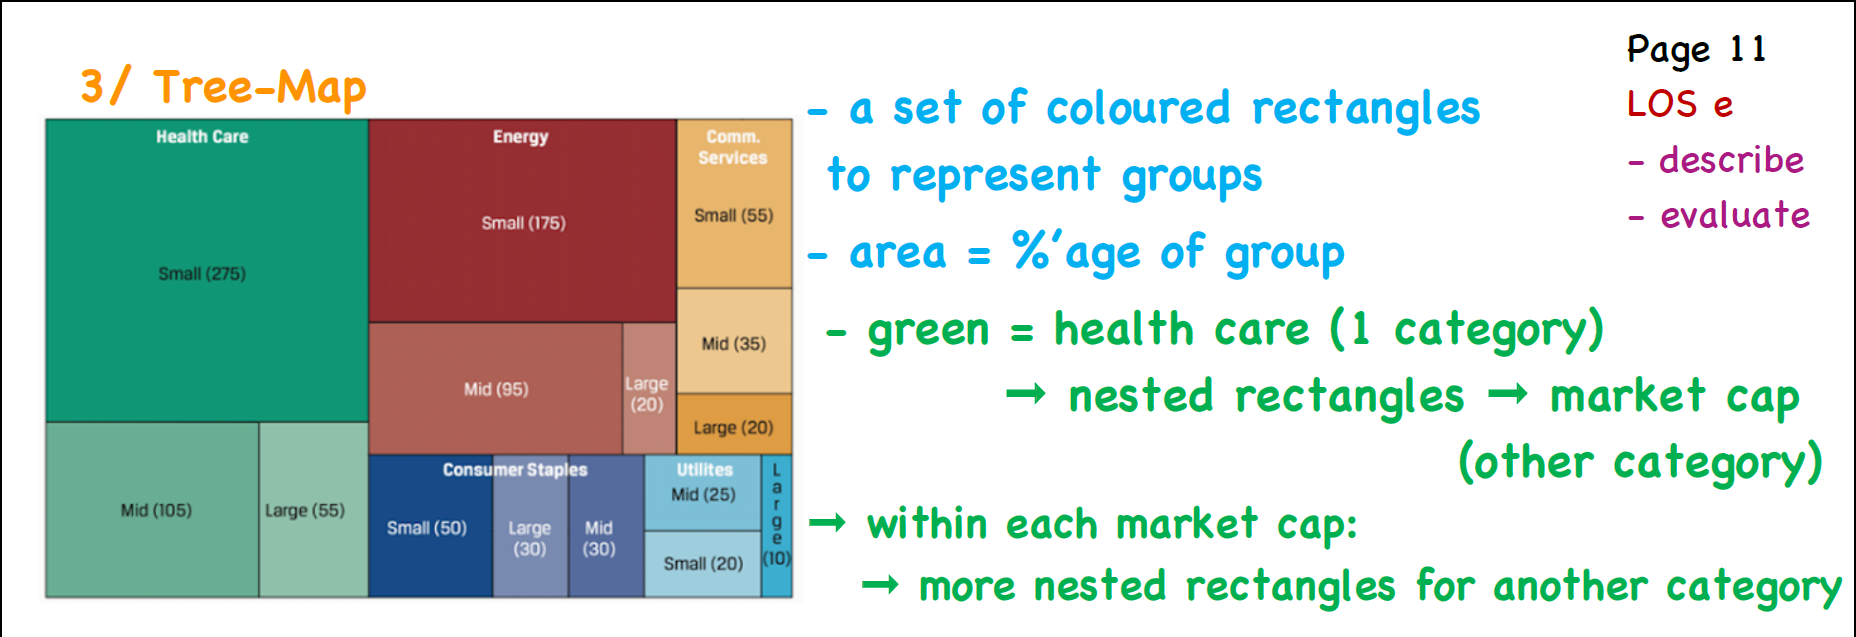 3/ Tree-Map
Health Care
Small (275)
Mid (105)
Large (55)
Energy
Small (175)
Mid (95)
Large
(20)
Comm.
Services
Small (55)
Mid (35)
Large (20)
Consumer Staples
Small (50)
Large
(30)
Mid
(30)
Utilites
Mid (25)
Small (20)
Large
(10)
- a set of coloured rectangles
to represent groups
- area = %'age of group
- green = health care (1 category)
→ nested rectangles → market cap
(other category)
→ within each market cap:
→ more nested rectangles for another category
Page 11
LOS e
- describe
- evaluate